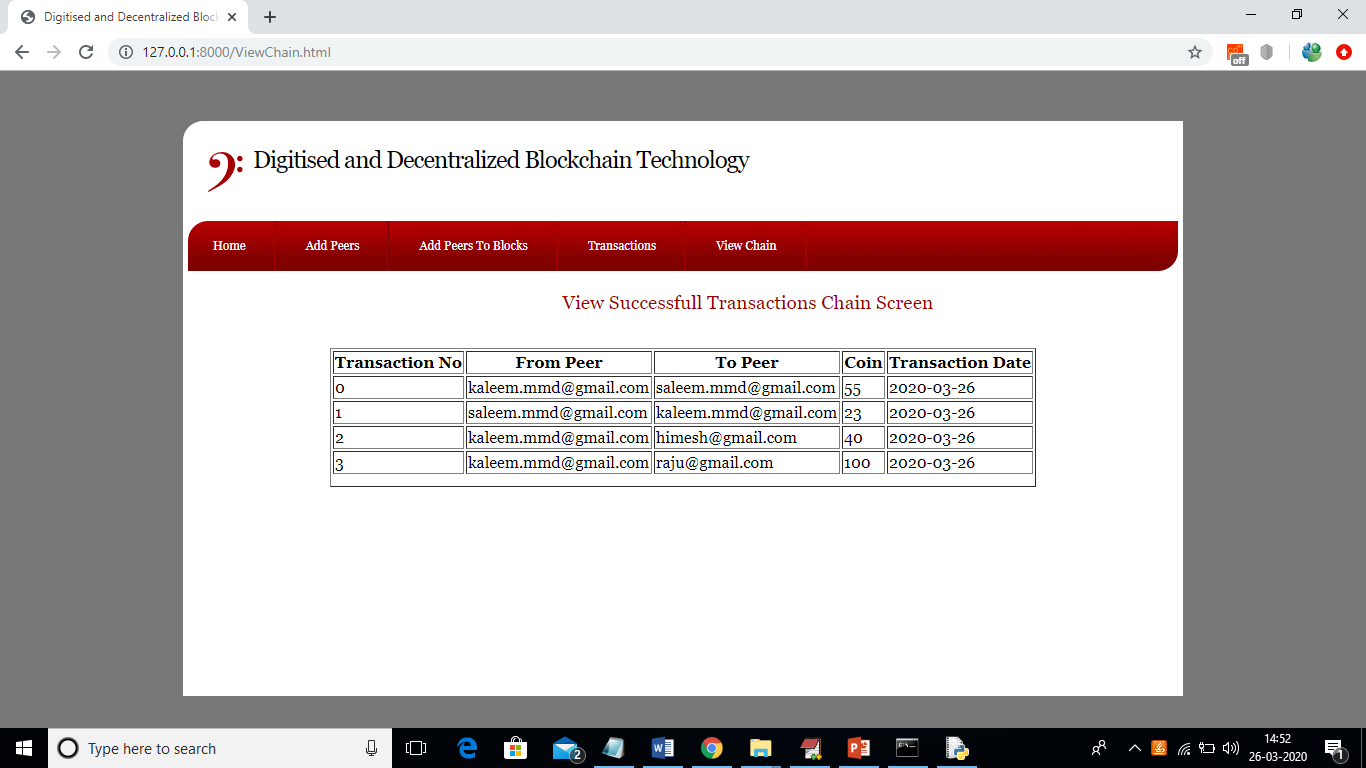 Digitised and Decentralized Bloc
127.0.0.1:8000/ViewChain.html
off
Digitised and Decentralized Blockchain Technology
Home Add Peers Add Peers To Blocks Transactions View Chain
View Successfull Transactions Chain Screen
Transaction No From Peer To Peer Coin Transaction Date
0 kaleem.mmd@gmail.com saleem.mmd@gmail.com 55 2020-03-26
1 saleem.mmd@gmail.com kaleem.mmd@gmail.com 23 2020-03-26
2 kaleem.mmd@gmail.com himesh@gmail.com 40 2020-03-26
3 kaleem.mmd@gmail.com raju@gmail.com 100 2020-03-26
Type here to search 2 14:52
26-03-2020 1